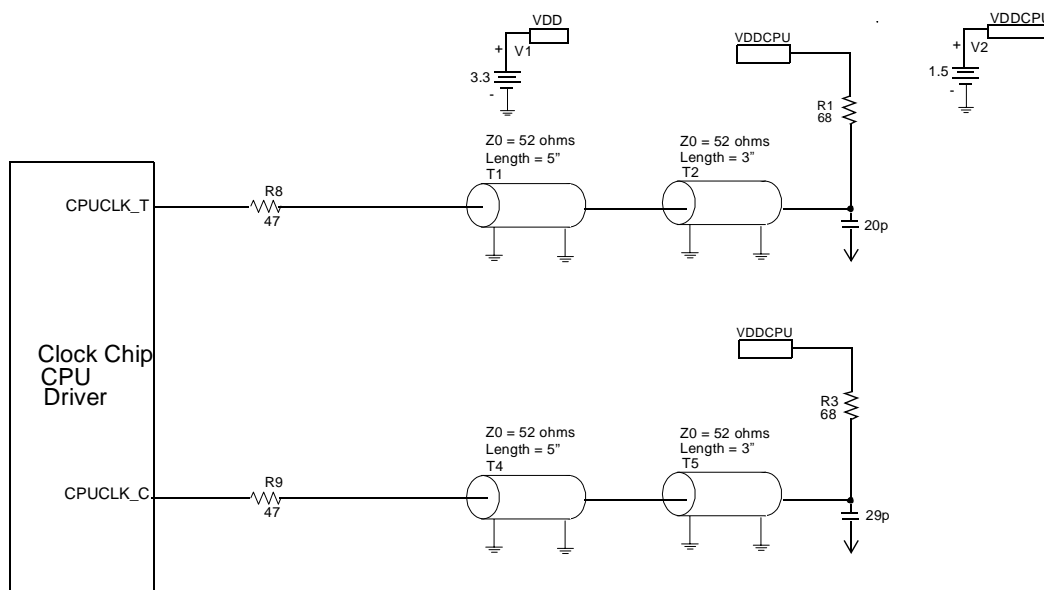 VDD
+
V1
3.3
-
VDDCPU
VDDCPU
+
V2
1.5
-
R1
68
Z0 = 52 ohms
Length = 5”
T1
Z0 = 52 ohms
Length = 3”
T2
CPUCLK_T
R8
47
20p
Clock Chip
CPU
Driver
VDDCPU
R3
68
Z0 = 52 ohms
Length = 5”
T4
Z0 = 52 ohms
Length = 3”
T5
CPUCLK_C
R9
47
29p